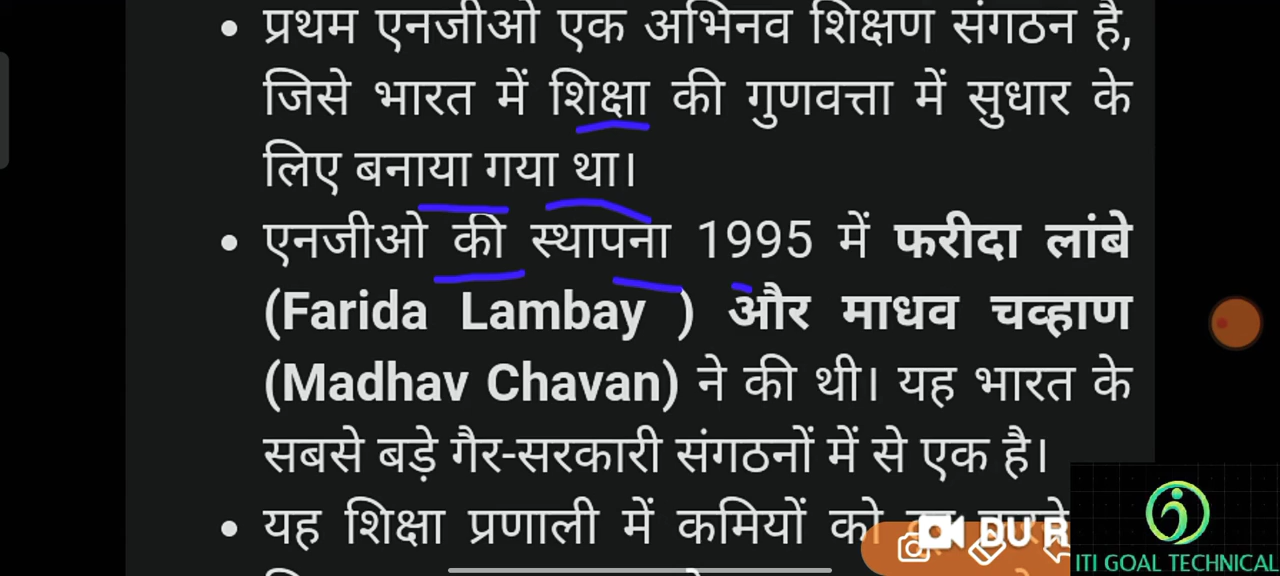 प्रथम एनजीओ एक अभिनव शिक्षण संगठन है,
जिसे भारत में शिक्षा की गुणवत्ता में सुधार के
लिए बनाया गया था।
एनजीओ की स्थापना 1995 में फरीदा लांबे
(Farida Lambay ) और माधव चव्हाण
(Madhav Chavan) ने की थी। यह भारत के
सबसे बड़े गैर-सरकारी संगठनों में से एक है।
यह शिक्षा प्रणाली में कमियों को
DU R
ITI GOAL TECHNICAL